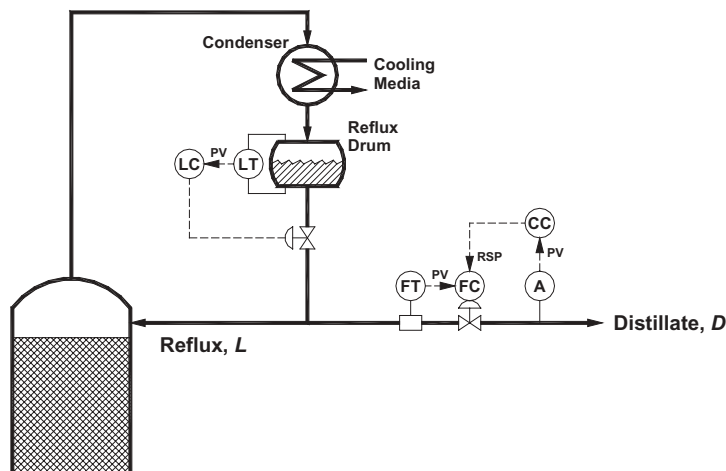 Condenser
Cooling
Media
Reflux
Drum
LC
PV
LT
CC
RSP
PV
FT
PV
FC
A
Distillate, D
Reflux, L